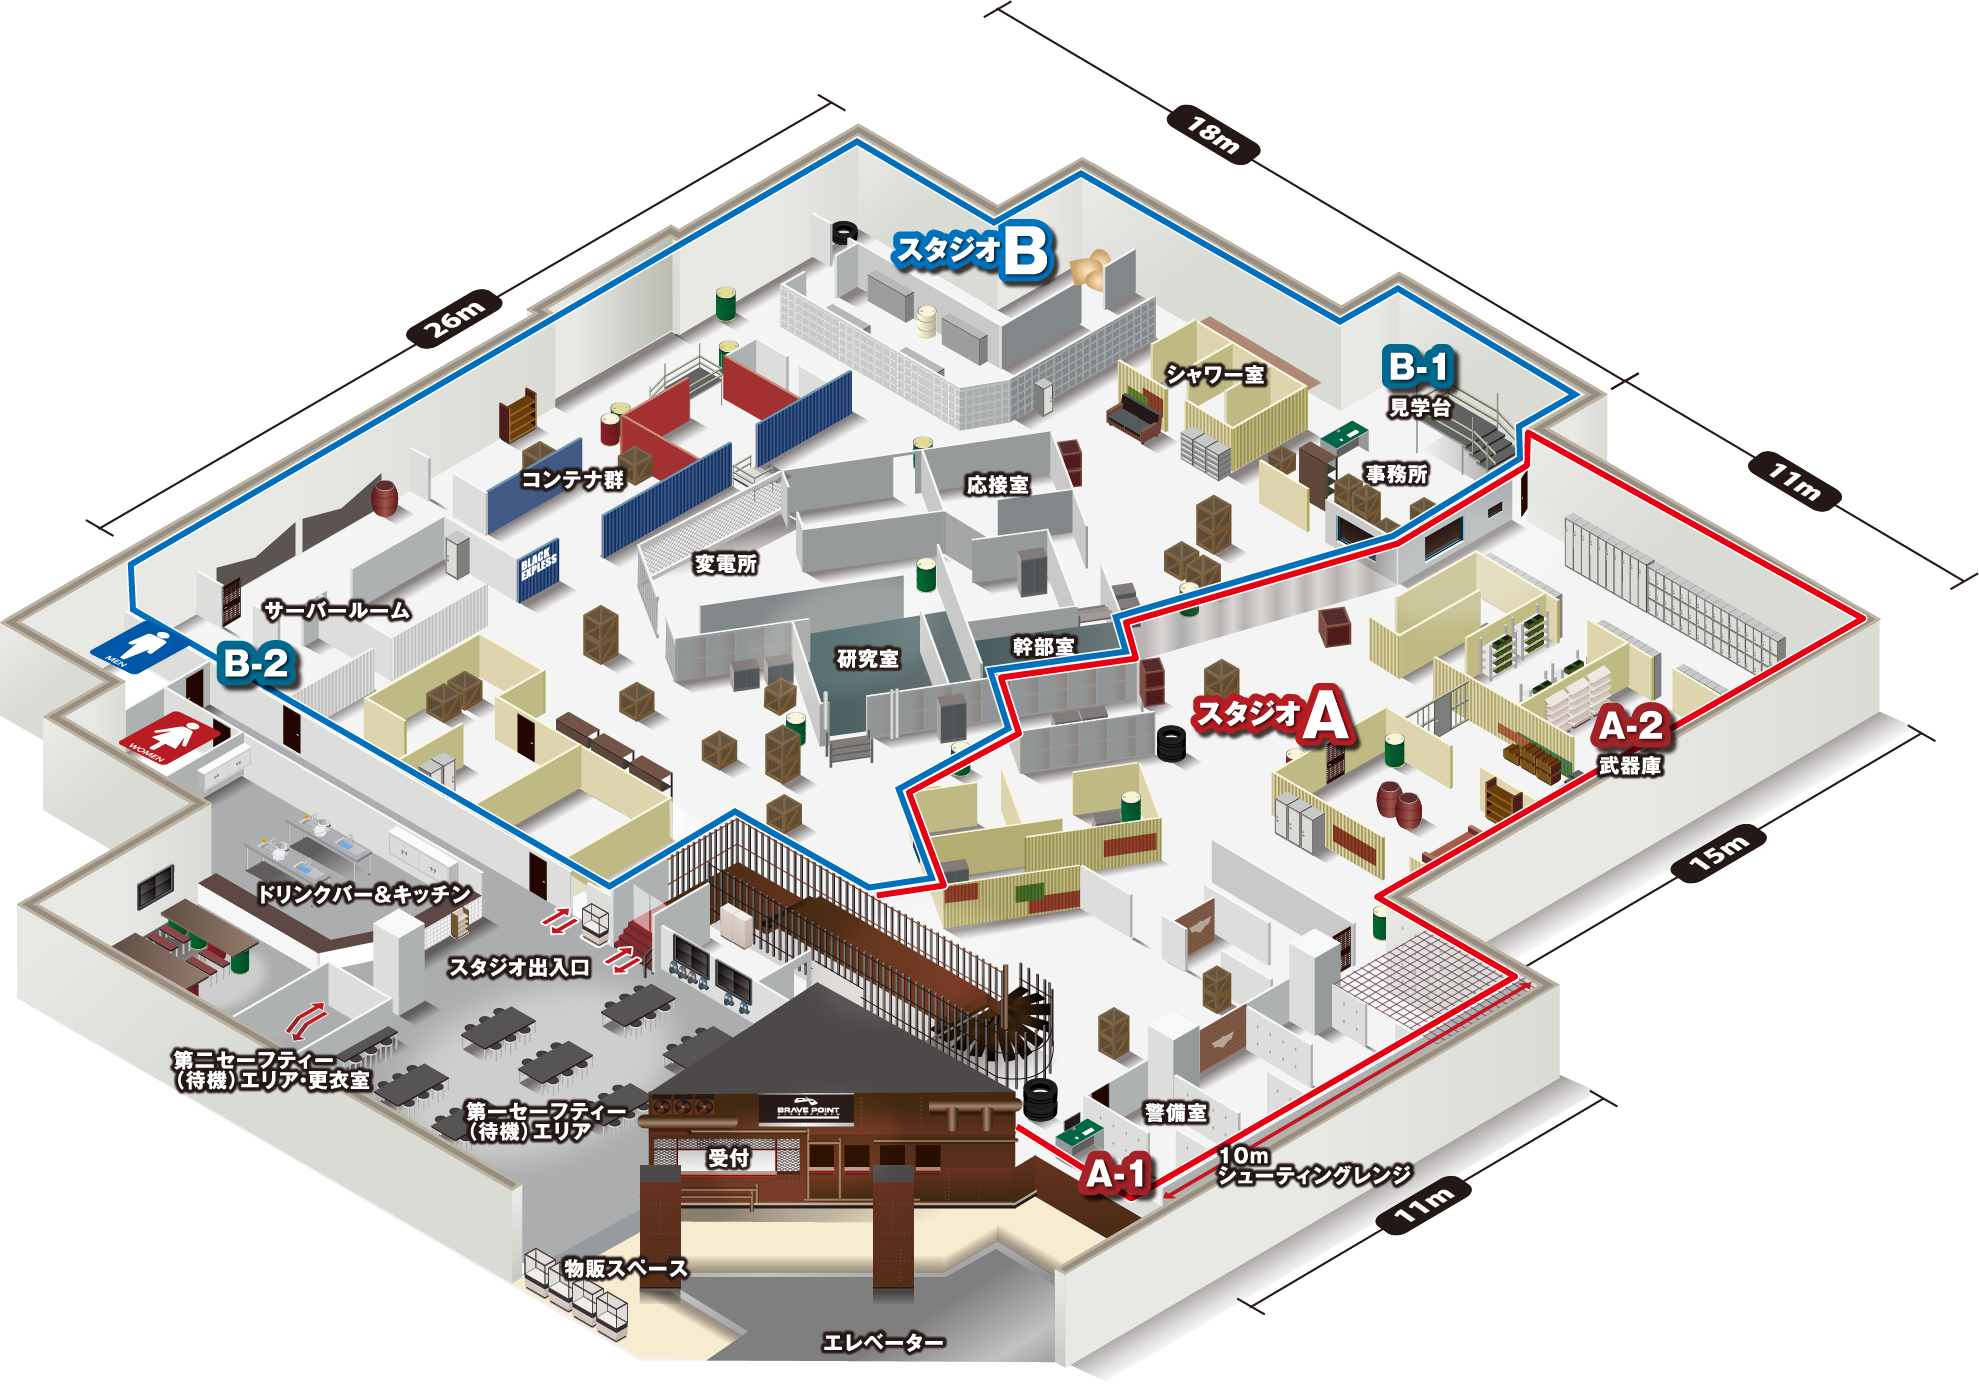 18m
26m
スタジオB
B-1
見学台
シャワー室
11m
事務所
コンテナ群
応接室
BLACK
EXPLESS
変電所
サーバールーム
MEN
B-2
研究室
幹部室
スタジオA
A-2
武器庫
WOMEN
15m
ドリンクバー&キッチン
スタジオ出入口
第二セーフティー
(待機)エリア・更衣室
第一セーフティー
(待機)エリア
BRAVE POINT
警備室
受付
A-1
10m
シューティングレンジ
11m
物販スペース
エレベーター